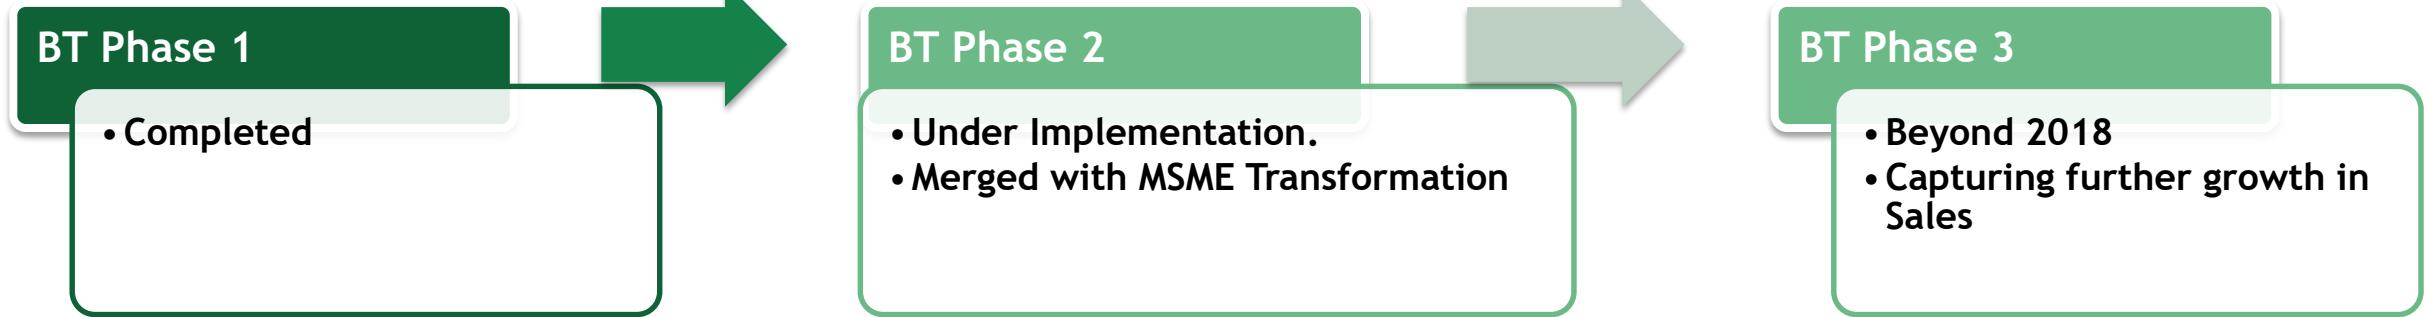 BT Phase 1
• Completed
BT Phase 2
• Under Implementation.
• Merged with MSME Transformation
BT Phase 3
• Beyond 2018
• Capturing further growth in
Sales